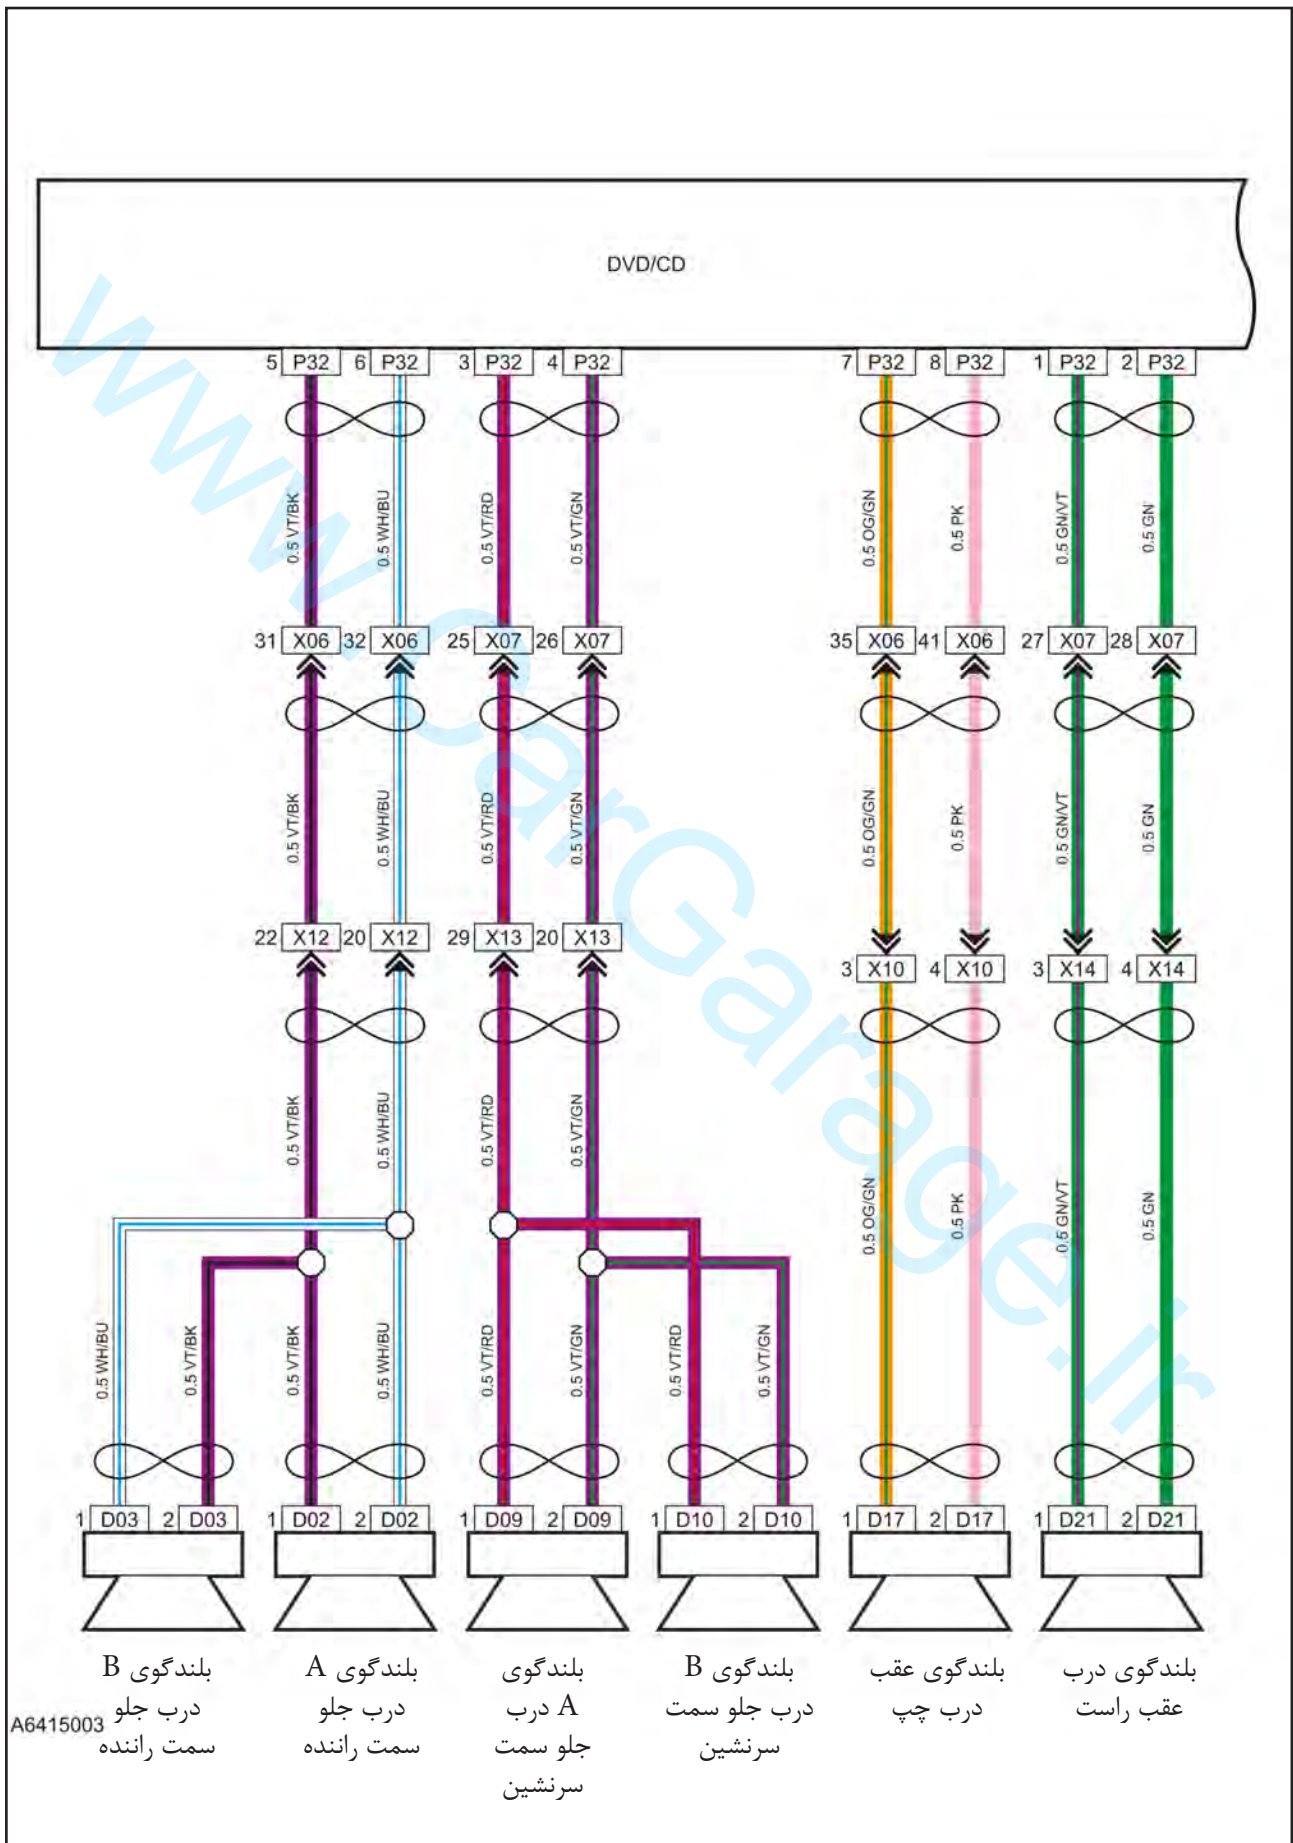 DVD/CD
5 P32 6 P32 3 P32 4 P32 7 P32 8 P32 1 P32 2 P32
0.5 VT/BK 0.5 WH/BU 0.5 VT/RD 0.5 VT/GN 0.5 OG/GN 0.5 PK 0.5 GN/VT 0.5 GN
31 X06 32 X06 25 X07 26 X07 35 X06 41 X06 27 X07 28 X07
0.5 VT/BK 0.5 WH/BU 0.5 VT/RD 0.5 VT/GN 0.5 OG/GN 0.5 PK 0.5 GN/VT 0.5 GN
22 X12 20 X12 29 X13 20 X13
3 X10 4 X10 3 X14 4 X14
0.5 VT/BK 0.5 WH/BU 0.5 VT/RD 0.5 VT/GN
0.5 OG/GN 0.5 PK 0.5 GN/VT 0.5 GN
0.5 WH/BU 0.5 VT/BK 0.5 VT/BK 0.5 WH/BU 0.5 VT/RD 0.5 VT/GN 0.5 VT/RD 0.5 VT/GN
1 D03 2 D03 1 D02 2 D02 1 D09 2 D09 1 D10 2 D10 1 D17 2 D17 1 D21 2 D21
بلندگوی B
درب جلو
سمت راننده
بلندگوی A
درب جلو
سمت راننده
بلندگوی
A درب
جلو سمت
سرنشین
بلندگوی B
درب جلو سمت
سرنشین
بلندگوی عقب
درب چپ
بلندگوی درب
عقب راست
A6415003
www.CarGarage.ir